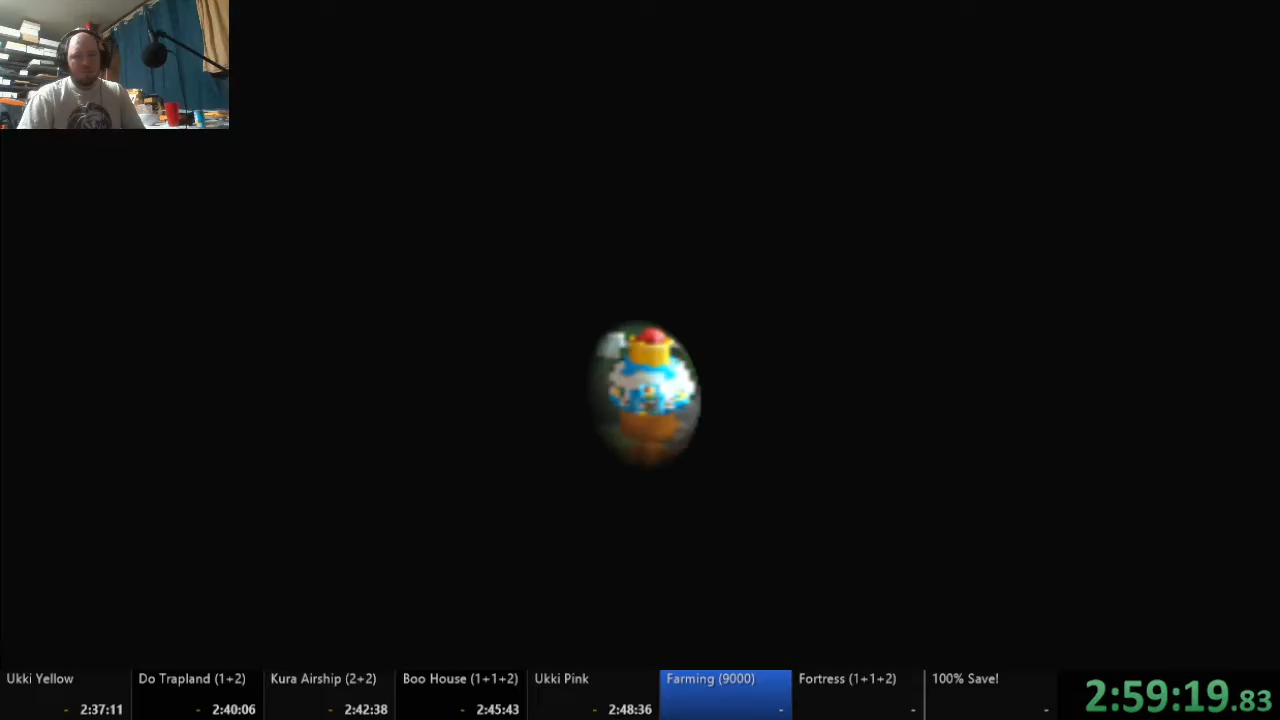 Ukki Yellow
- 2:37:11
Do Trapland (1+2)
- 2:40:06
Kura Airship (2+2)
- 2:42:38
Boo House (1+1+2)
- 2:45:43
Ukki Pink
- 2:48:36
Farming (9000)
-
Fortress (1+1+2)
-
100% Save!
-
2:59:19.83